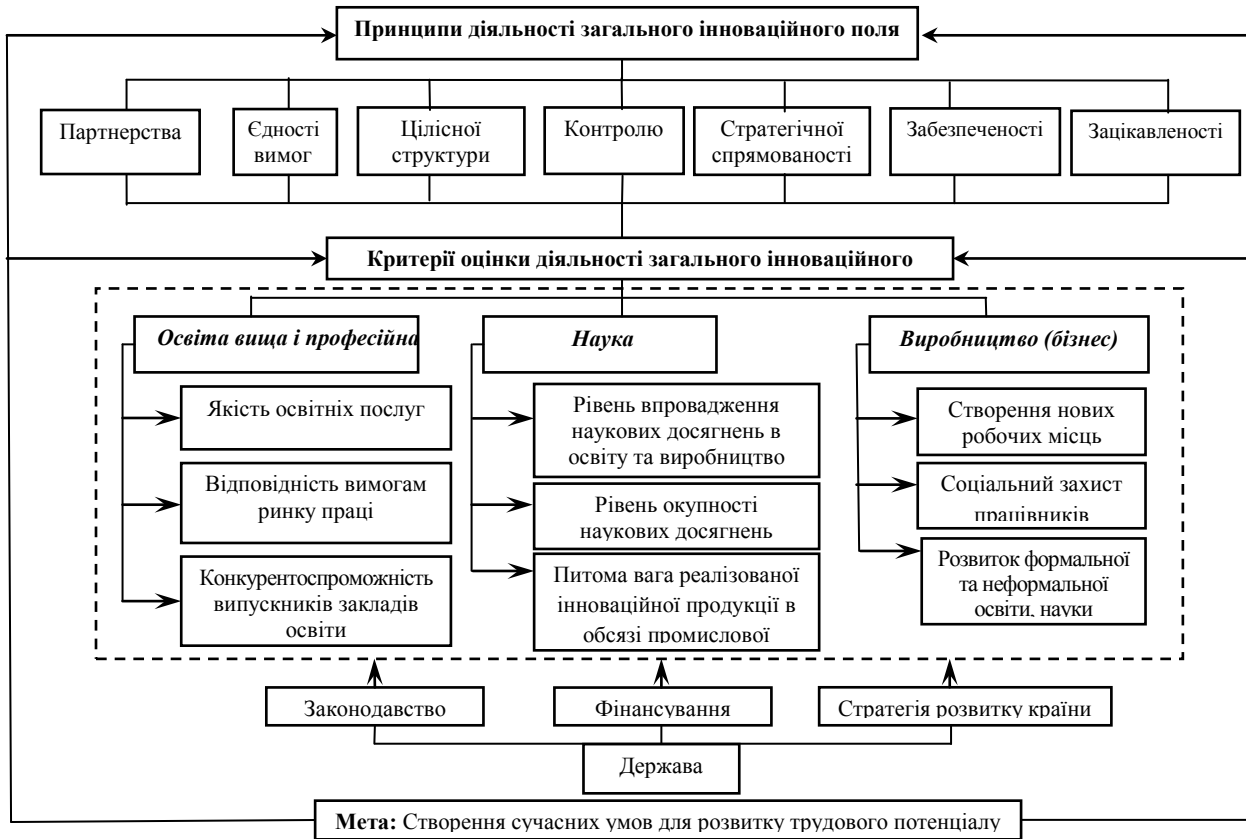 Принципи діяльності загального інноваційного поля
Партнерства
Єдності
вимог
Цілісної
структури
Контролю
Стратегічної
спрямованості
Забезпеченості
Зацікавленості
Критерії оцінки діяльності загального інноваційного
Освіта вища і професійна
Якість освітніх послуг
Відповідність вимогам
ринку праці
Конкурентоспроможність
випускників закладів
освіти
Наука
Рівень впровадження
наукових досягнень в
освіту та виробництво
Рівень окупності
наукових досягнень
Питома вага реалізованої
інноваційної продукції в
обсязі промислової
Виробництво (бізнес)
Створення нових
робочих місць
Соціальний захист
працівників
Розвиток формальної
та неформальної
освіти, науки
Законодавство
Фінансування
Стратегія розвитку країни
Держава
Мета: Створення сучасних умов для розвитку трудового потенціалу